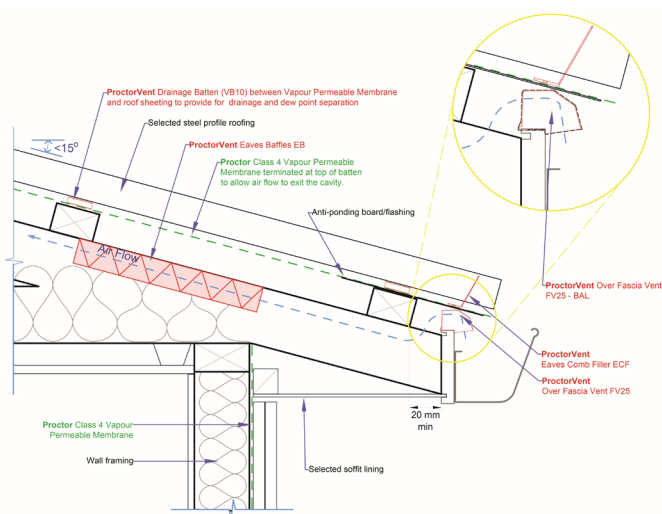 ProctorVent Drainage Batten (VB10) between Vapour Permeable Membrane
and roof sheeting to provide for drainage and dew point separation
Selected steel profile roofing
<15°
ProctorVent Eaves Baffles EB
Proctor Class 4 Vapour Permeable
Membrane terminated at top of batten
to allow air flow to exit the cavity.
Anti-ponding board/flashing
Air Flow
ProctorVent Over Fascia Vent
FV25 - BAL
ProctorVent
Eaves Comb Filler ECF
ProctorVent
Over Fascia Vent FV25
20 mm
min
Proctor Class 4 Vapour
Permeable Membrane
Wall framing
Selected soffit lining